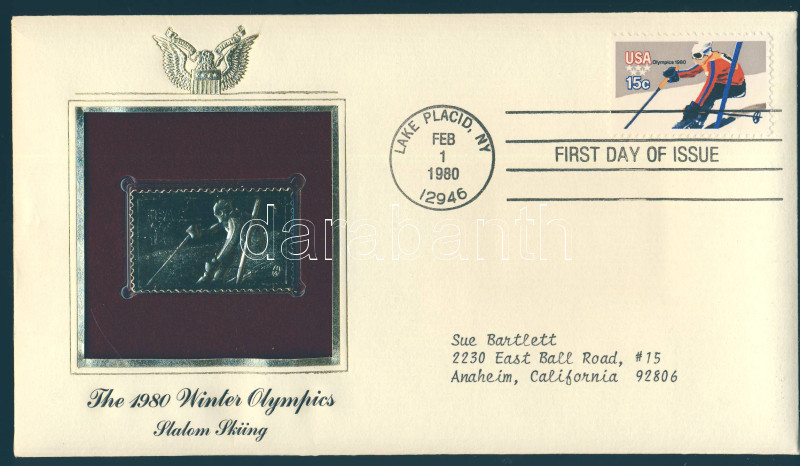 USA
Olympics 1980
15c
LAKE PLACID, NY
FEB
1
1980
12946
FIRST DAY OF ISSUE
darabanth
Sue Bartlett
2230 East Ball Road, #15
Anaheim, California 92806
The 1980 Winter Olympics
Slalom Skiing